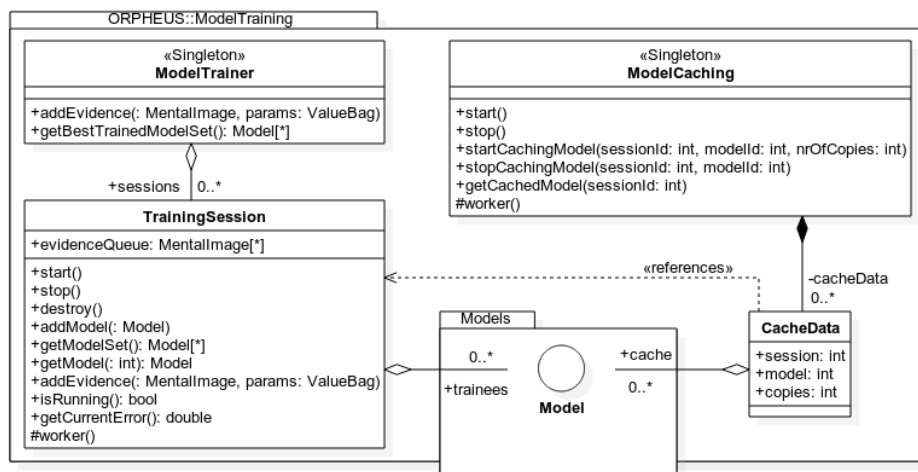 ORPHEUS::ModelTraining
«Singleton»
ModelTrainer
+addEvidence(: MentalImage, params: ValueBag)
+getBestTrainedModelSet(): Model[*]
+sessions
0..*
TrainingSession
+evidenceQueue: MentalImage[*]
+start()
+stop()
+destroy()
+addModel(: Model)
+getModelSet(): Model[*]
+getModel(: int): Model
+addEvidence(: MentalImage, params: ValueBag)
+isRunning(): bool
+getCurrentError(): double
#worker()
«Singleton»
ModelCaching
+start()
+stop()
+startCachingModel(sessionId: int, modelId: int, nrOfCopies: int)
+stopCachingModel(sessionId: int, modelId: int)
+getCachedModel(sessionId: int)
#worker()
«references»
-cacheData
0..*
Models
0..*
+trainees
Model
+cache
0..*
CacheData
+session: int
+model: int
+copies: int